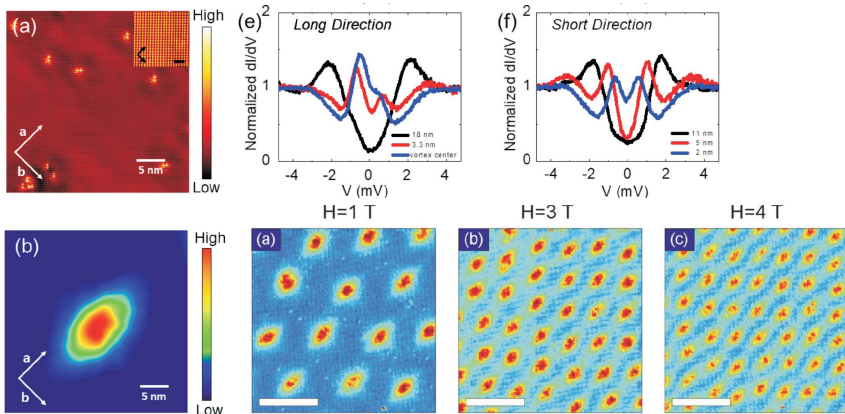 (a)
High
a
b
5 nm
Low
(e)
Long Direction
Normalized dI/dV
2
1
0
18 nm
3.3 nm
vortex center
-4 -2 0 2 4
V (mV)
(f)
Short Direction
Normalized dI/dV
2
1
0
11 nm
5 nm
2 nm
-4 -2 0 2 4
V (mV)
(b)
High
a
b
5 nm
Low
H=1 T
(a)
H=3 T
(b)
H=4 T
(c)